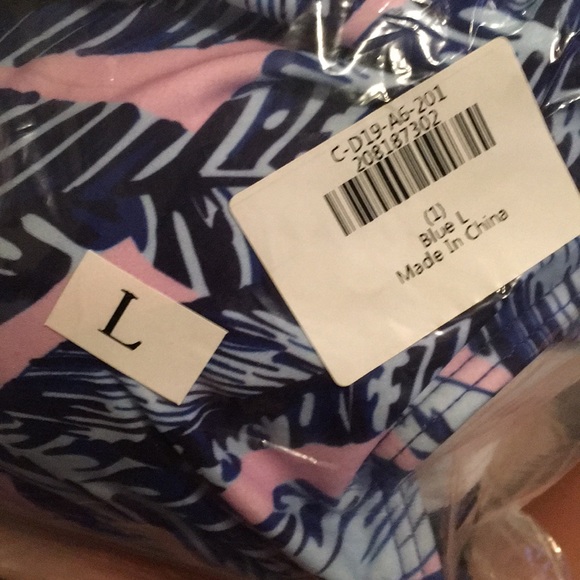 C-D19-A6-201
208187302
(1)
Blue L
Made In China
L